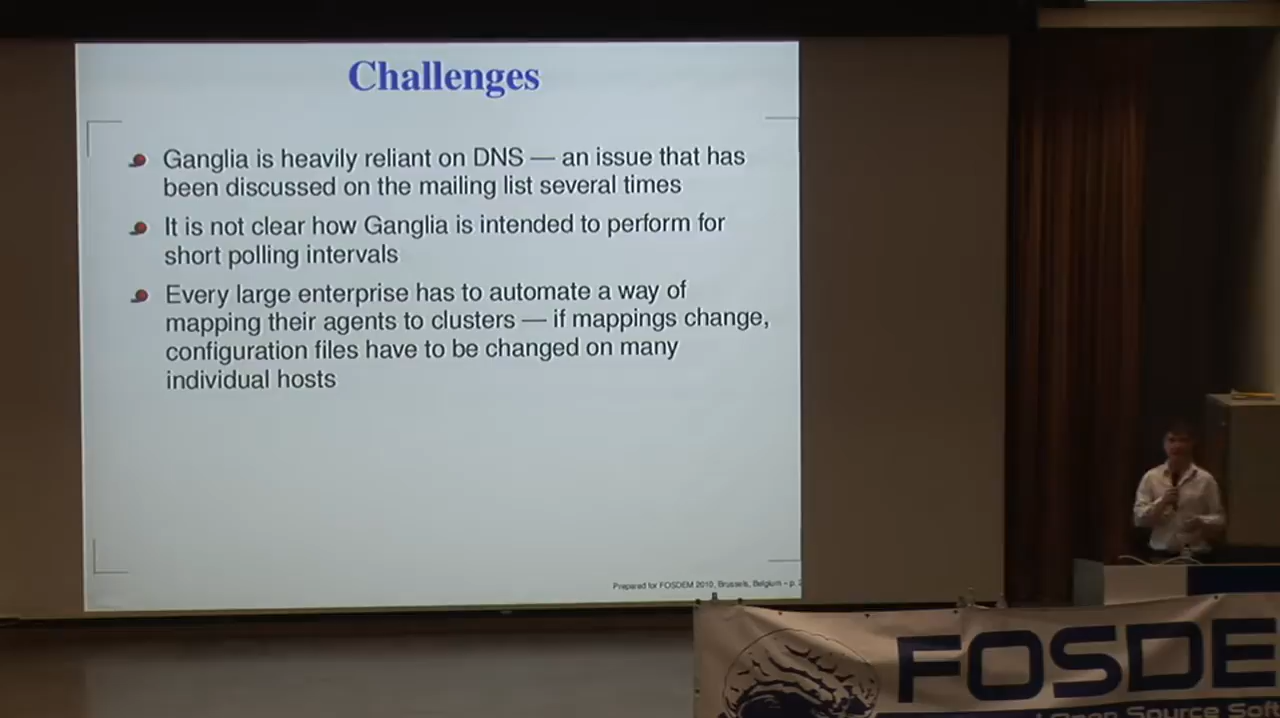 Challenges
Ganglia is heavily reliant on DNS — an issue that has
been discussed on the mailing list several times
It is not clear how Ganglia is intended to perform for
short polling intervals
Every large enterprise has to automate a way of
mapping their agents to clusters — if mappings change,
configuration files have to be changed on many
individual hosts
Prepared for FOSDEM 2010, Brussels, Belgium – p.
FOSDE
Open Source Soft